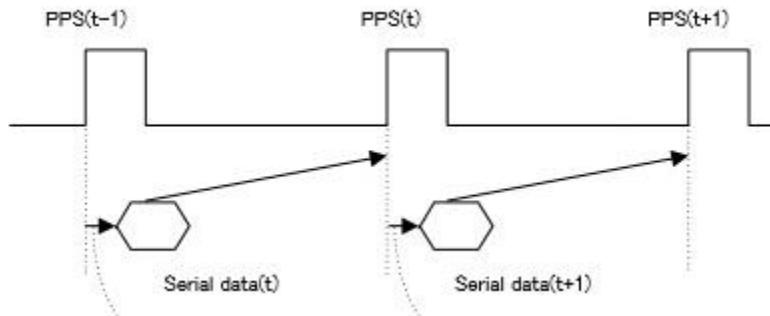 PPS(t-1) PPS(t) PPS(t+1)
Serial data(t) Serial data(t+1)